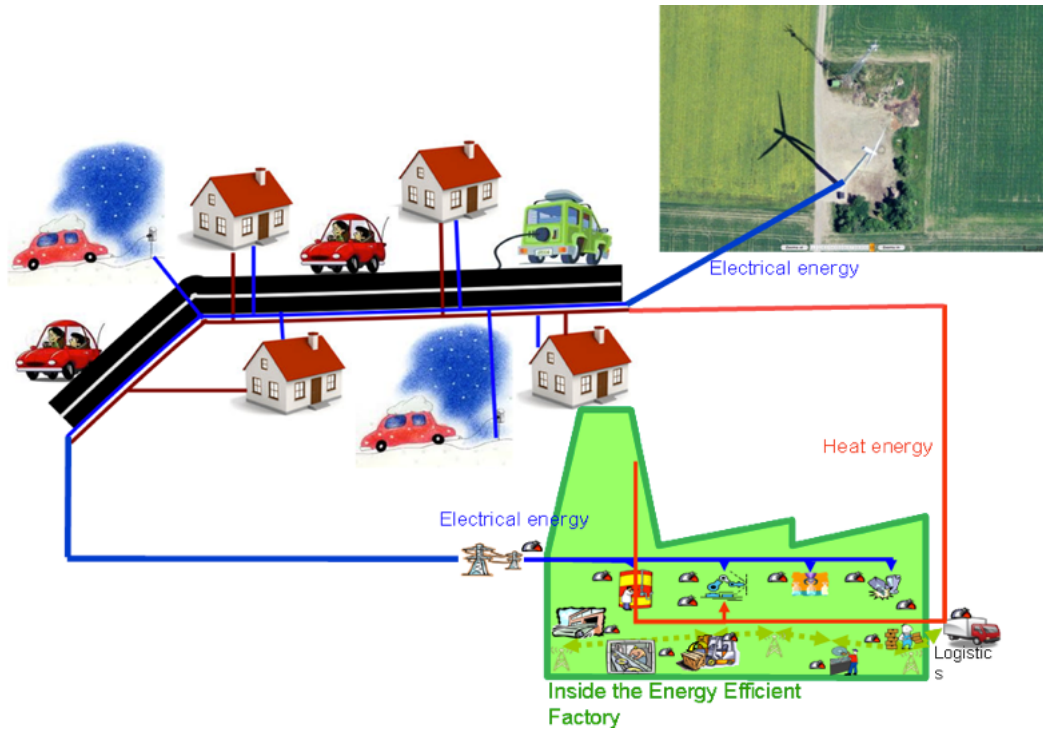 Electrical energy
Heat energy
Electrical energy
Logistic
s
Inside the Energy Efficient
Factory